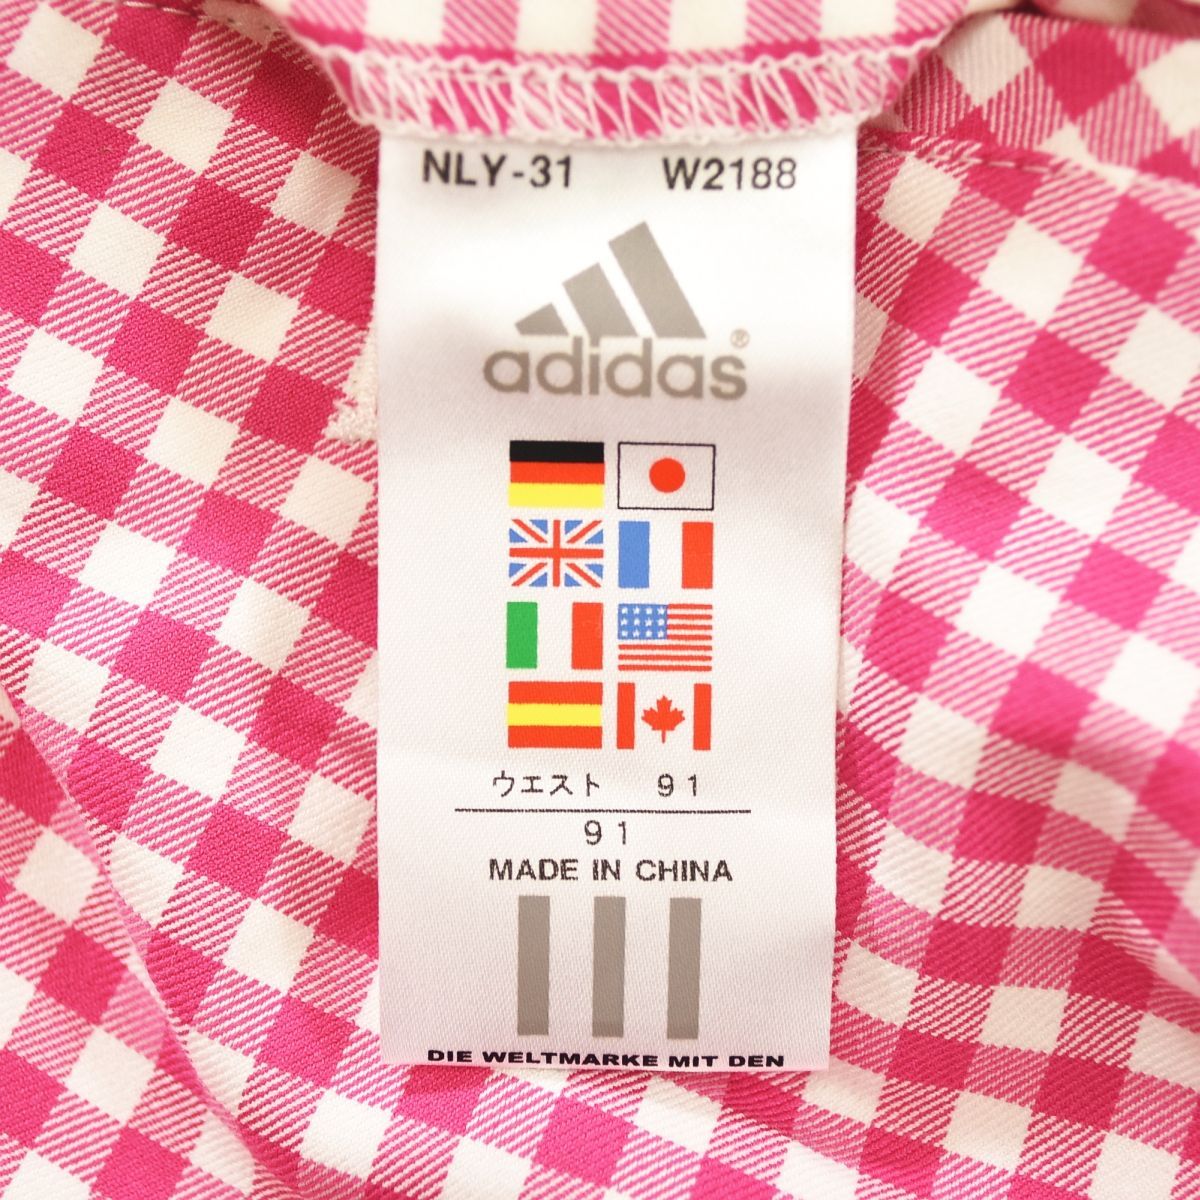 NLY-31 W2188
adidas®
ウエスト 91
91
MADE IN CHINA
DIE WELTMARKE MIT DEN